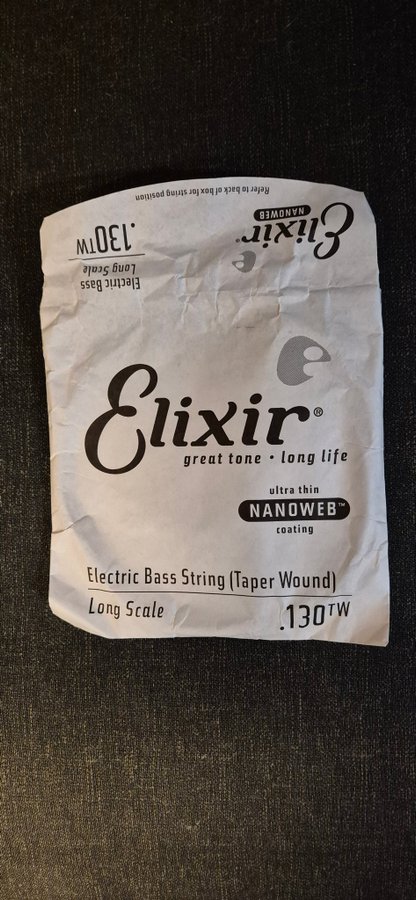 Refer to back of box for string position
Elixir®
NANOWEB™
.130TW
Electric Bass
Long Scale
Elixir®
great tone • long life
ultra thin
NANOWEB™
coating
Electric Bass String (Taper Wound)
Long Scale
.130TW